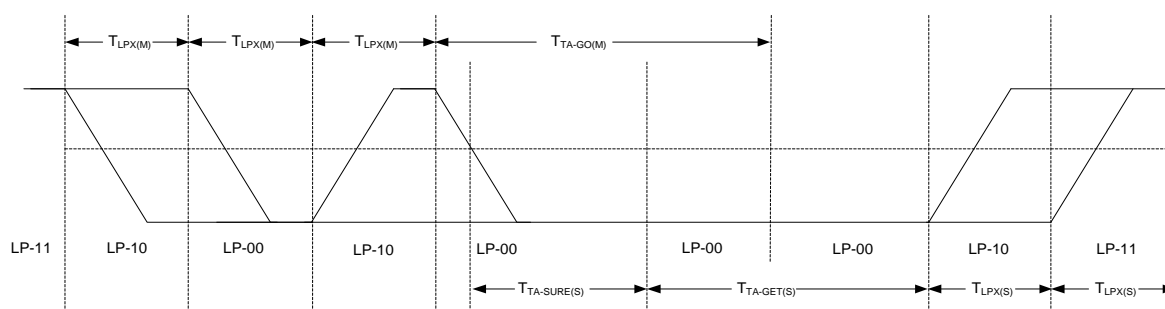 TLPX(M) TLPX(M) TLPX(M) TTA-GO(M)
LP-11 LP-10 LP-00 LP-10 LP-00 LP-00 LP-00 LP-10 LP-11
TTA-SURE(S) TTA-GET(S) TLPX(S) TLPX(S)